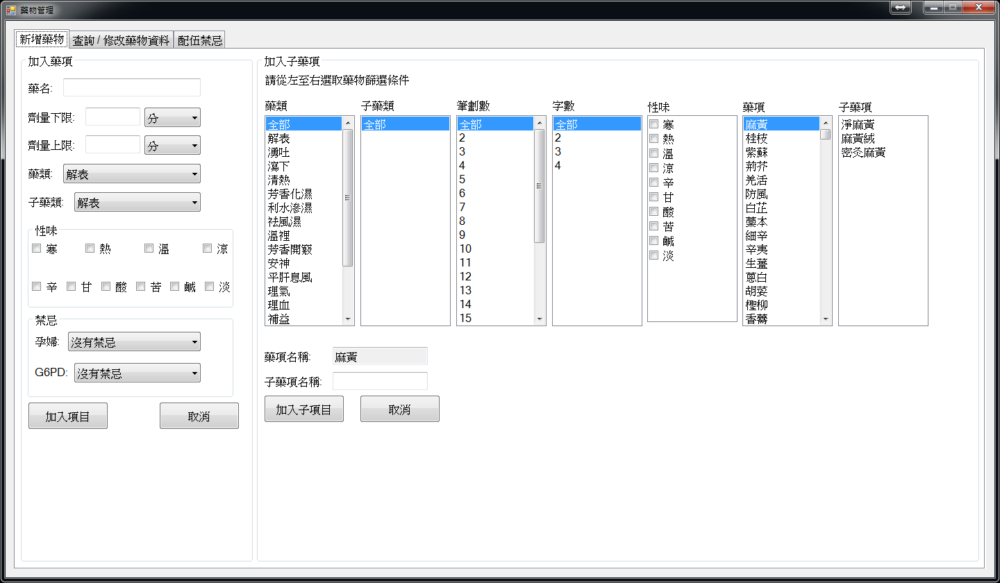 藥物管理
新增藥物
查詢 / 修改藥物資料
配伍禁忌
加入藥項
藥名:
劑量下限:
分
劑量上限:
分
藥類:
解表
子藥類:
解表
性味
寒
熱
溫
涼
辛
甘
酸
苦
鹹
淡
禁忌
孕婦:
沒有禁忌
G6PD:
沒有禁忌
加入項目
取消
加入子藥項
請從左至右選取藥物篩選條件
藥類
全部
解表
湧吐
瀉下
清熱
芳香化濕
利水滲濕
袪風濕
溫裡
芳香開竅
安神
平肝息風
理氣
理血
補益
子藥類
全部
筆劃數
全部
2
3
4
5
6
7
8
9
10
11
12
13
14
15
字數
全部
2
3
4
性味
寒
熱
溫
涼
辛
甘
酸
苦
鹹
淡
藥項
麻黃
桂枝
紫蘇
荊芥
羌活
防風
白芷
藁本
細辛
辛夷
生薑
蔥白
胡荽
檉柳
香薷
子藥項
淨麻黃
麻黃絨
密灸麻黃
藥項名稱:
麻黃
子藥項名稱:
加入子項目
取消